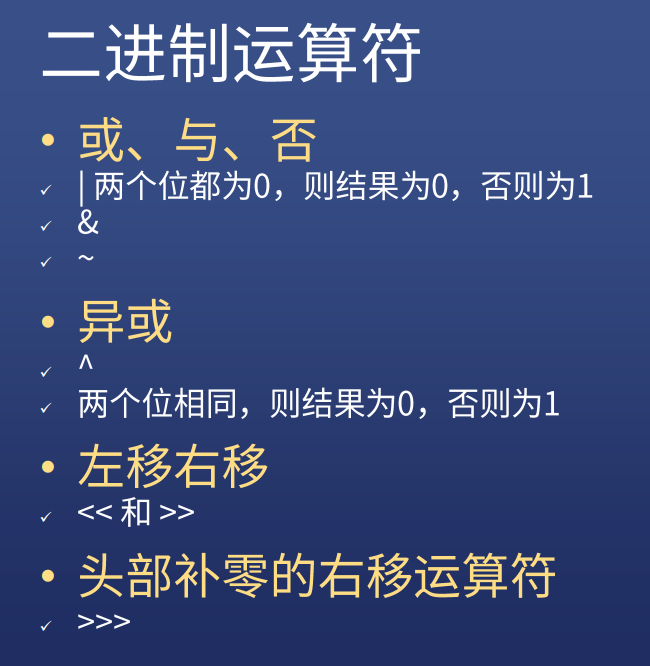 二进制运算符
• 或、与、否
✓ | 两个位都为0，则结果为0，否则为1
✓ &
✓ ~
• 异或
✓ ^
✓ 两个位相同，则结果为0，否则为1
• 左移右移
✓ << 和 >>
• 头部补零的右移运算符
✓ >>>